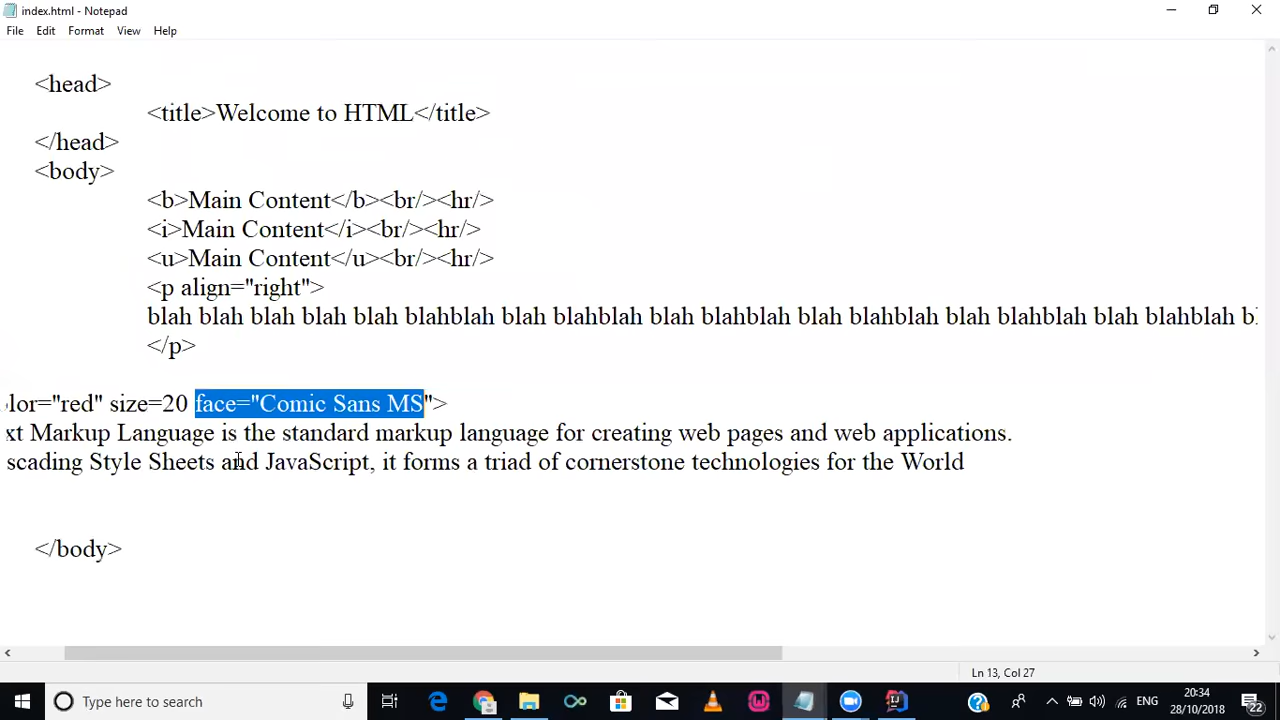 index.html - Notepad
File Edit Format View Help
<head>
<title>Welcome to HTML</title>
</head>
<body>
<b>Main Content</b><br/><hr/>
<i>Main Content</i><br/><hr/>
<u>Main Content</u><br/><hr/>
<p align="right">
blah blah blah blah blah blahblah blah blahblah blah blahblah blah blahblah blah blahblah blah blahblah b
</p>
lor="red" size=20 face="Comic Sans MS">
xt Markup Language is the standard markup language for creating web pages and web applications.
scading Style Sheets and JavaScript, it forms a triad of cornerstone technologies for the World
</body>
Ln 13, Col 27
Type here to search
ENG
20:34
28/10/2018
22